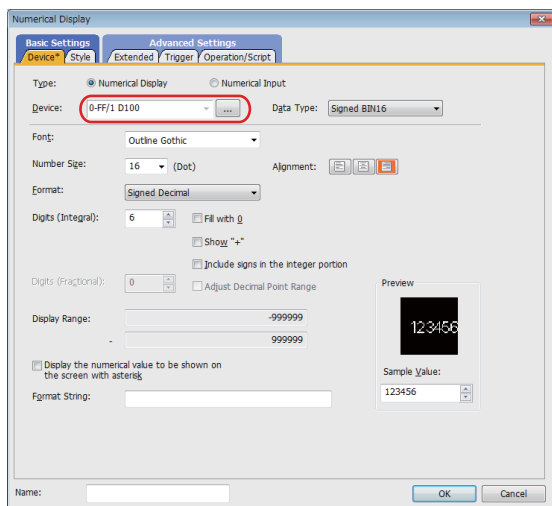 Numerical Display
Basic Settings Advanced Settings
Device* Style Extended Trigger Operation/Script
Type: Numerical Display Numerical Input
Device: 0-FF/1 D100 ... Data Type: Signed BIN16
Font: Outline Gothic
Number Size: 16 (Dot) Alignment:
Format: Signed Decimal
Digits (Integral): 6 Fill with 0
Show "+"
Include signs in the integer portion
Digits (Fractional): 0 Adjust Decimal Point Range
Preview
Display Range: -999999
123456
- 999999
Display the numerical value to be shown on
the screen with asterisk
Sample Value:
Format String:
123456
Name: OK Cancel